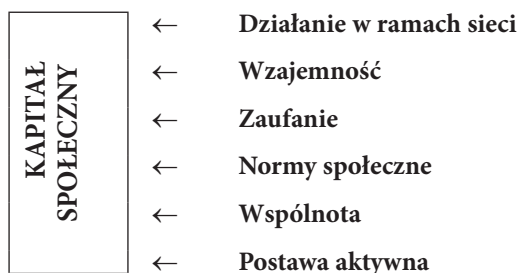 KAPITAŁ
SPOŁECZNY
← Działanie w ramach sieci
← Wzajemność
← Zaufanie
← Normy społeczne
← Wspólnota
← Postawa aktywna